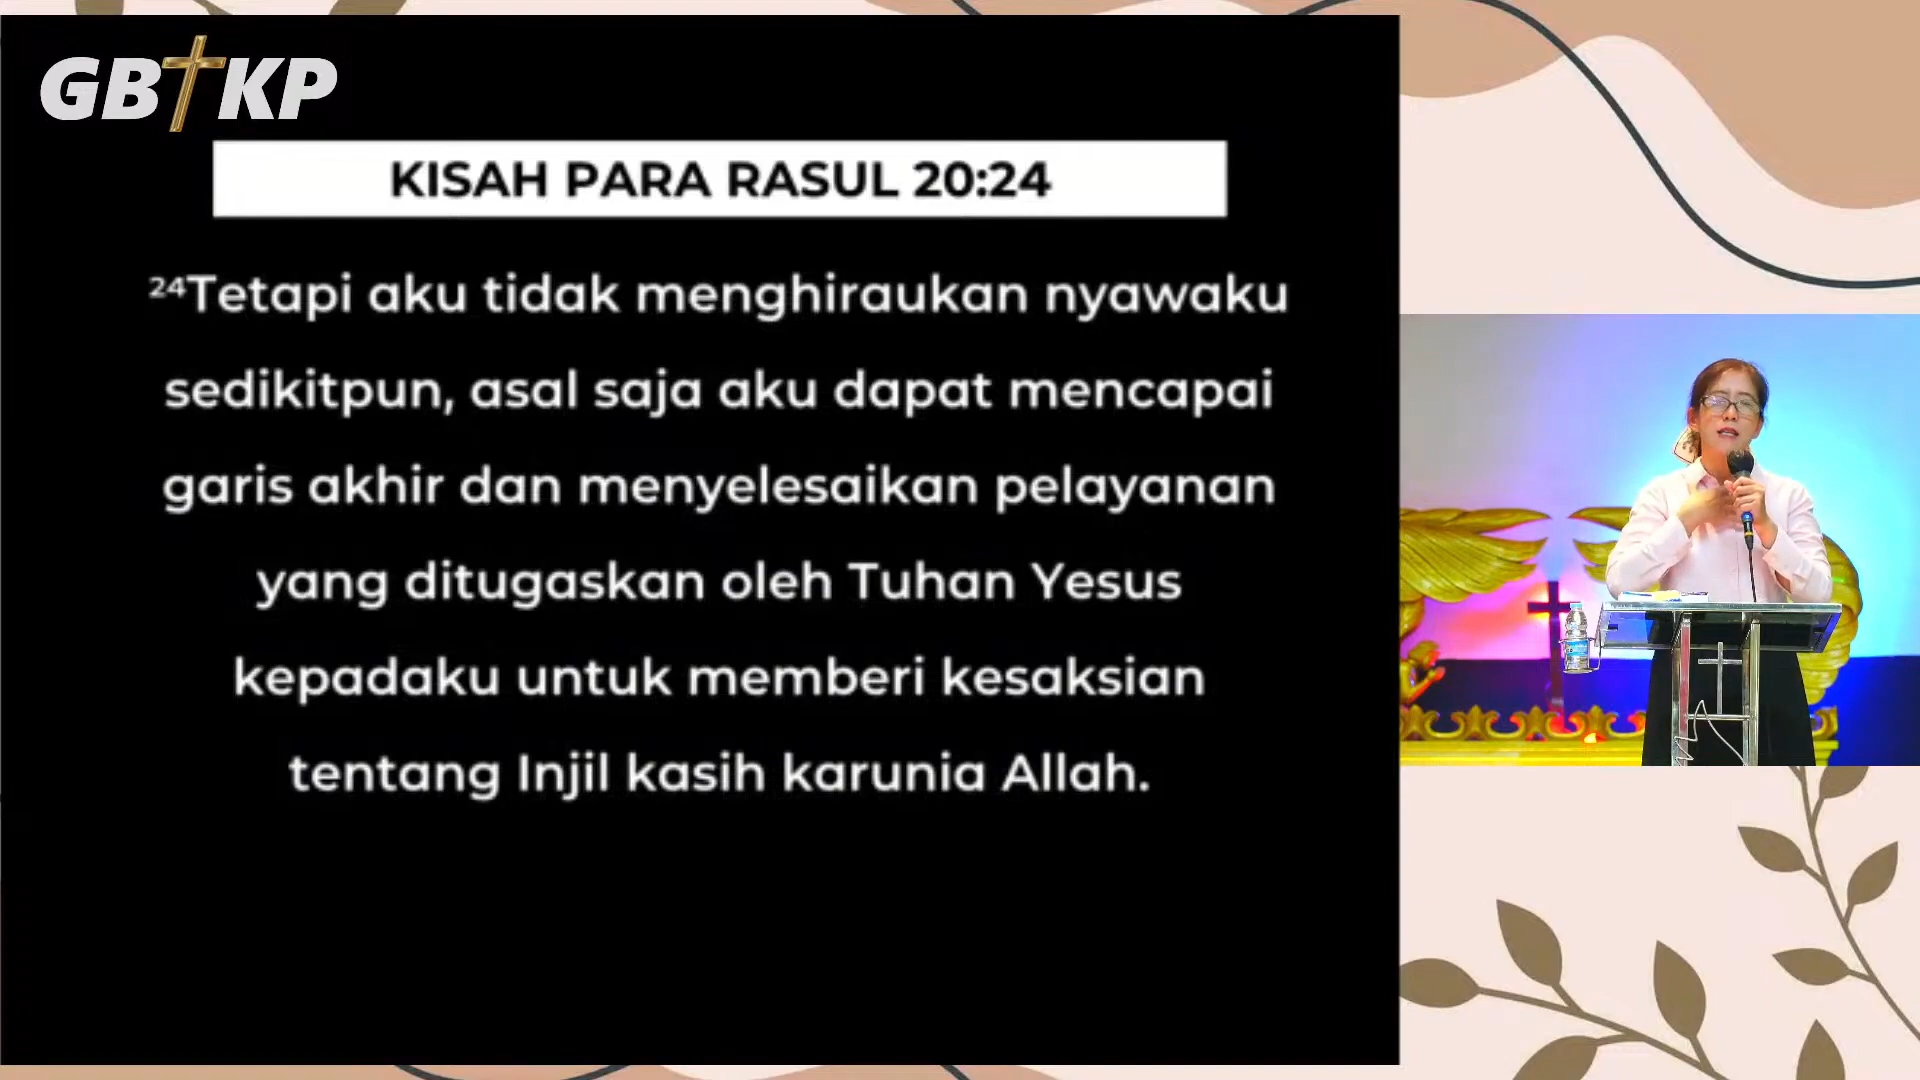 GBKP
KISAH PARA RASUL 20:24
²⁴Tetapi aku tidak menghiraukan nyawaku
sedikitpun, asal saja aku dapat mencapai
garis akhir dan menyelesaikan pelayanan
yang ditugaskan oleh Tuhan Yesus
kepadaku untuk memberi kesaksian
tentang Injil kasih karunia Allah.